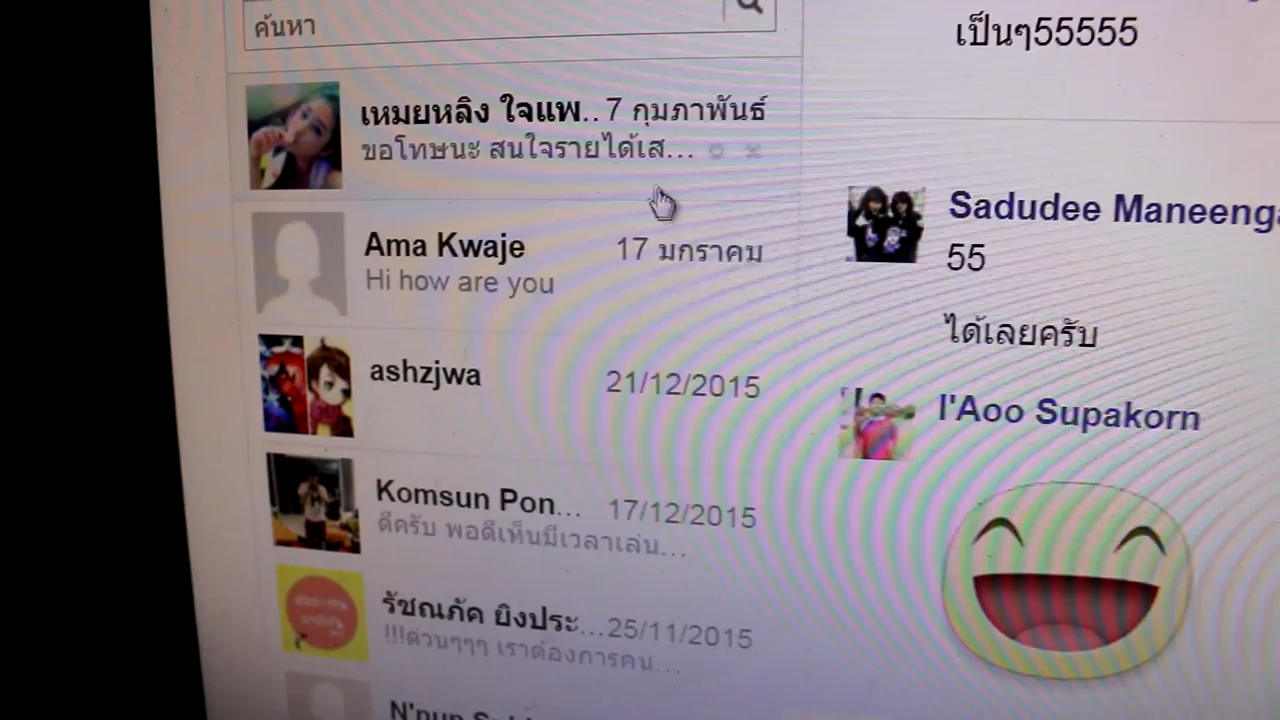 ค้นหา
เหมยหลิง ใจแพ.. 7 กุมภาพันธ์
ขอโทษนะ สนใจรายได้เส...
Ama Kwaje 17 มกราคม
Hi how are you
ashzjwa 21/12/2015
Komsun Pon... 17/12/2015
ดีครับ พอดีเห็นมีเวลาเล่น...
รัชณภัค ยิงประ... 25/11/2015
!!!ด่วนๆๆๆ เราต้องการคน...
เป็นๆ55555
Sadudee Maneenga
55
ได้เลยครับ
I'Aoo Supakorn